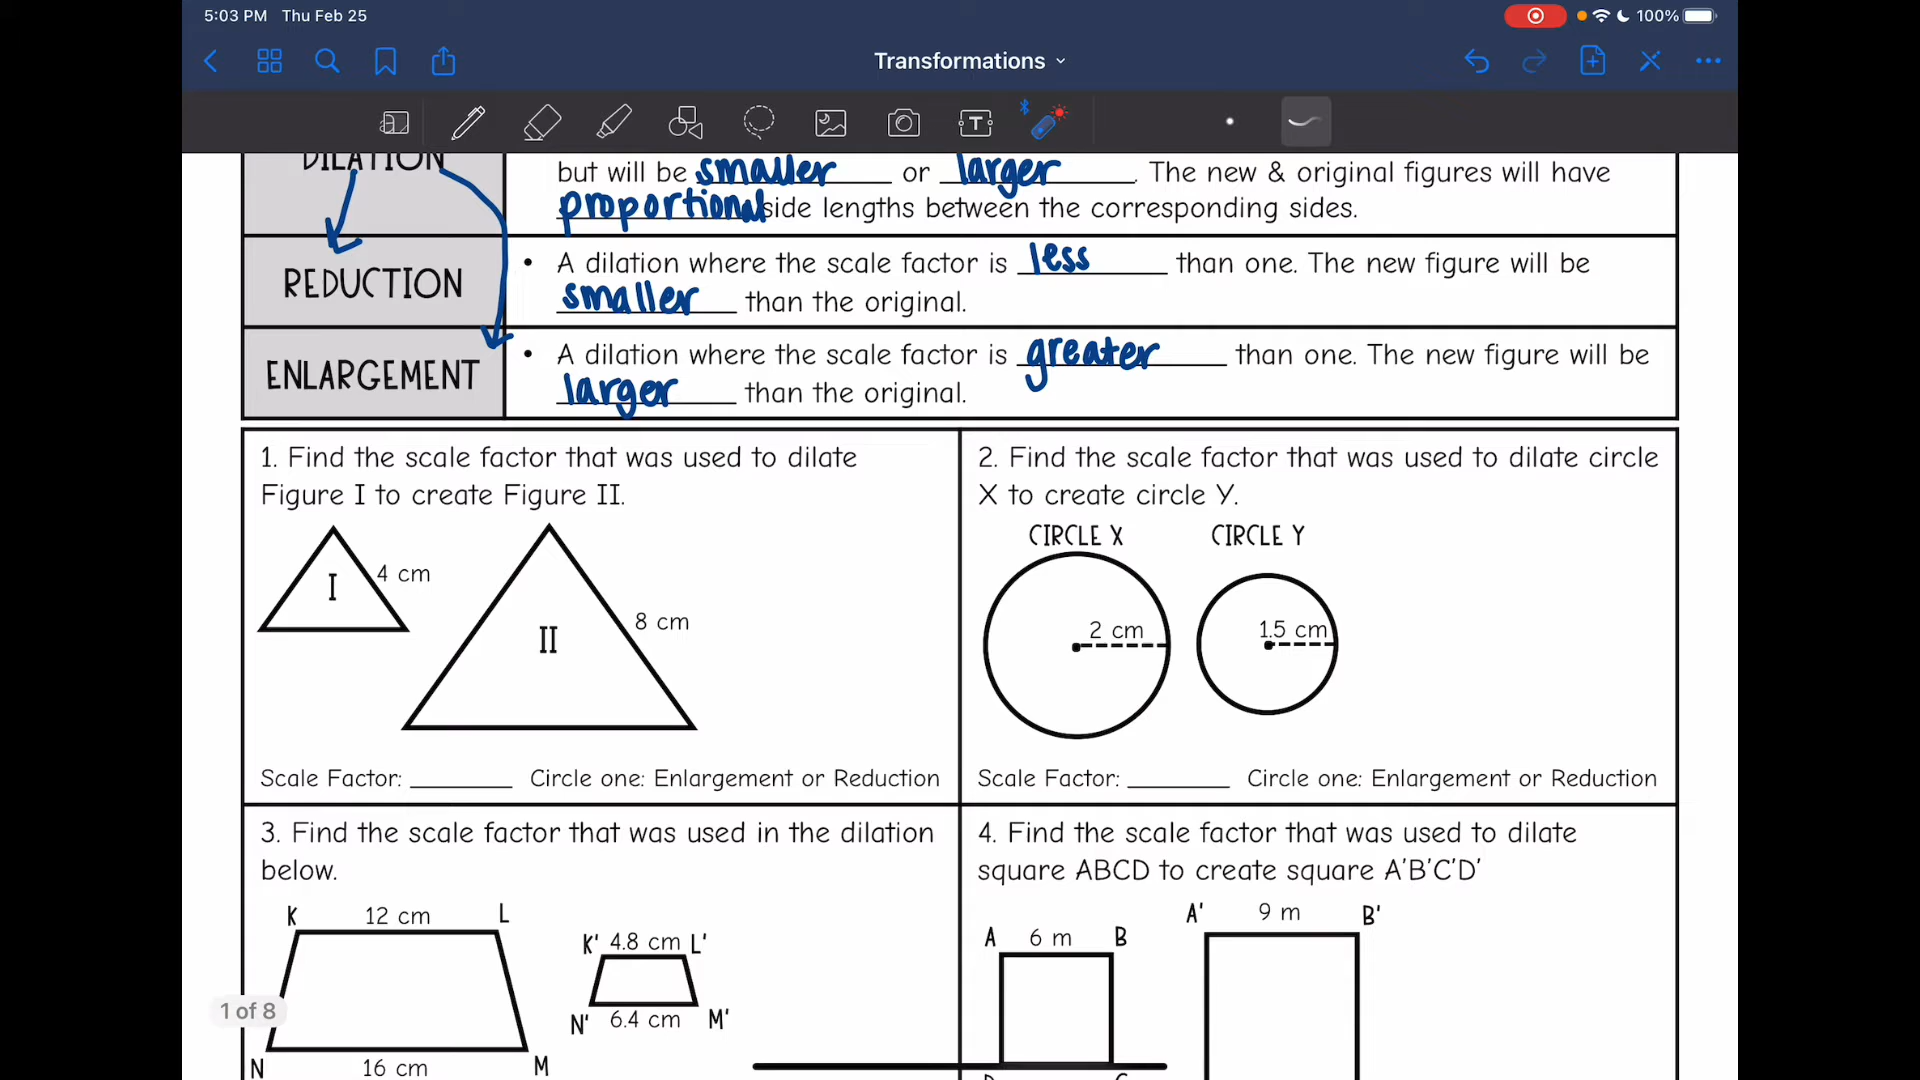 5:03 PM Thu Feb 25
100%
Transformations
DILATION
but will be smaller or larger. The new & original figures will have
proportional side lengths between the corresponding sides.
REDUCTION
• A dilation where the scale factor is less than one. The new figure will be
smaller than the original.
ENLARGEMENT
• A dilation where the scale factor is greater than one. The new figure will be
larger than the original.
1. Find the scale factor that was used to dilate
Figure I to create Figure II.
I
4 cm
II
8 cm
Scale Factor: ________ Circle one: Enlargement or Reduction
2. Find the scale factor that was used to dilate circle
X to create circle Y.
CIRCLE X CIRCLE Y
2 cm
1.5 cm
Scale Factor: ________ Circle one: Enlargement or Reduction
3. Find the scale factor that was used in the dilation
below.
K 12 cm L
K' 4.8 cm L'
N' 6.4 cm M'
N 16 cm M
4. Find the scale factor that was used to dilate
square ABCD to create square A'B'C'D'
A' 9 m B'
A 6 m B
1 of 8